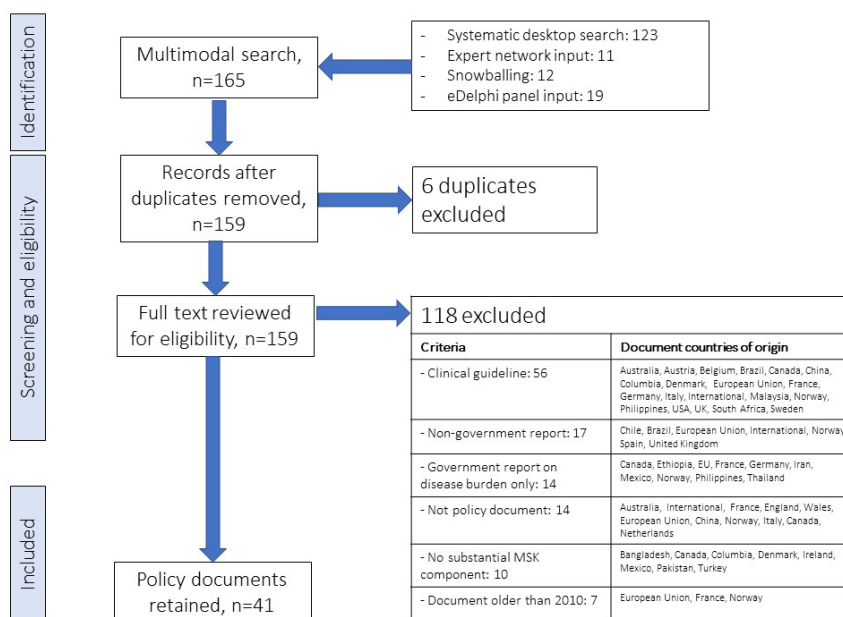 Identification
Multimodal search,
n=165
- Systematic desktop search: 123
- Expert network input: 11
- Snowballing: 12
- eDelphi panel input: 19
Screening and eligibility
Records after
duplicates removed,
n=159
6 duplicates
excluded
Full text reviewed
for eligibility, n=159
118 excluded
Criteria
Document countries of origin
- Clinical guideline: 56
Australia, Austria, Belgium, Brazil, Canada, China,
Columbia, Denmark, European Union, France,
Germany, Italy, International, Malaysia, Norway,
Philippines, USA, UK, South Africa, Sweden
- Non-government report: 17
Chile, Brazil, European Union, International, Norway
Spain, United Kingdom
- Government report on
disease burden only: 14
Canada, Ethiopia, EU, France, Germany, Iran,
Mexico, Norway, Philippines, Thailand
- Not policy document: 14
Australia, International, France, England, Wales,
European Union, China, Norway, Italy, Canada,
Netherlands
- No substantial MSK
component: 10
Bangladesh, Canada, Columbia, Denmark, Ireland,
Mexico, Pakistan, Turkey
- Document older than 2010: 7
European Union, France, Norway
Included
Policy documents
retained, n=41